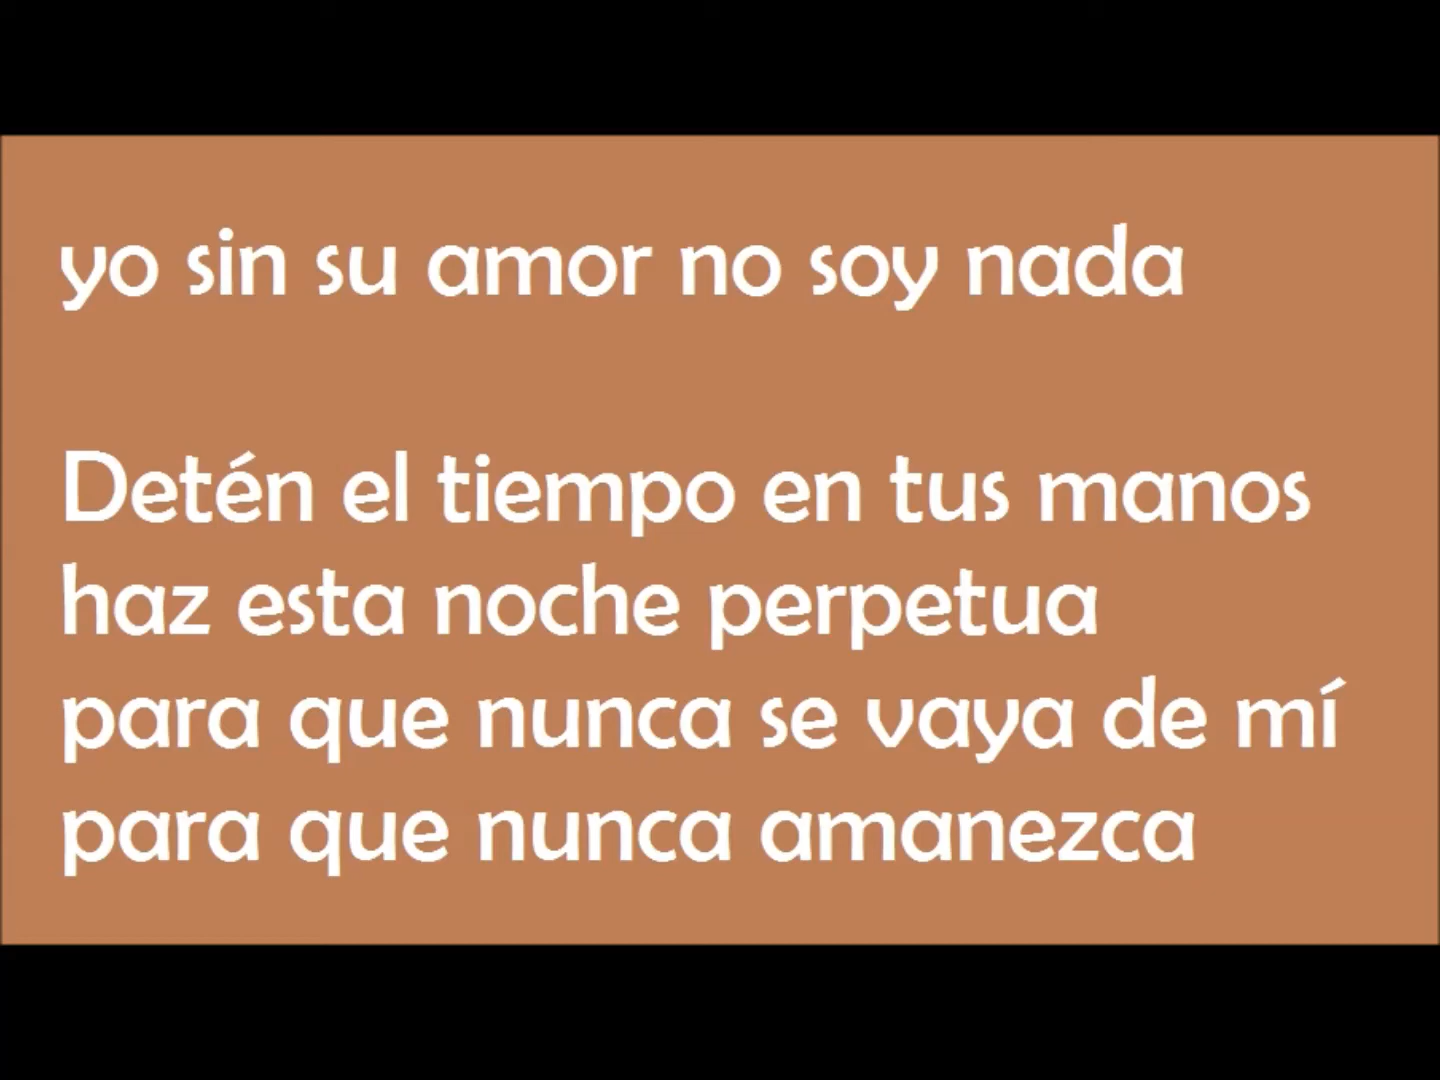 yo sin su amor no soy nada
Detén el tiempo en tus manos
haz esta noche perpetua
para que nunca se vaya de mí
para que nunca amanezca